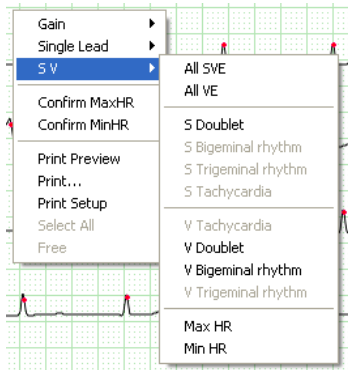 Gain
Single Lead
S V
Confirm MaxHR
Confirm MinHR
Print Preview
Print...
Print Setup
Select All
Free
All SVE
All VE
S Doublet
S Bigeminal rhythm
S Trigeminal rhythm
S Tachycardia
V Tachycardia
V Doublet
V Bigeminal rhythm
V Trigeminal rhythm
Max HR
Min HR